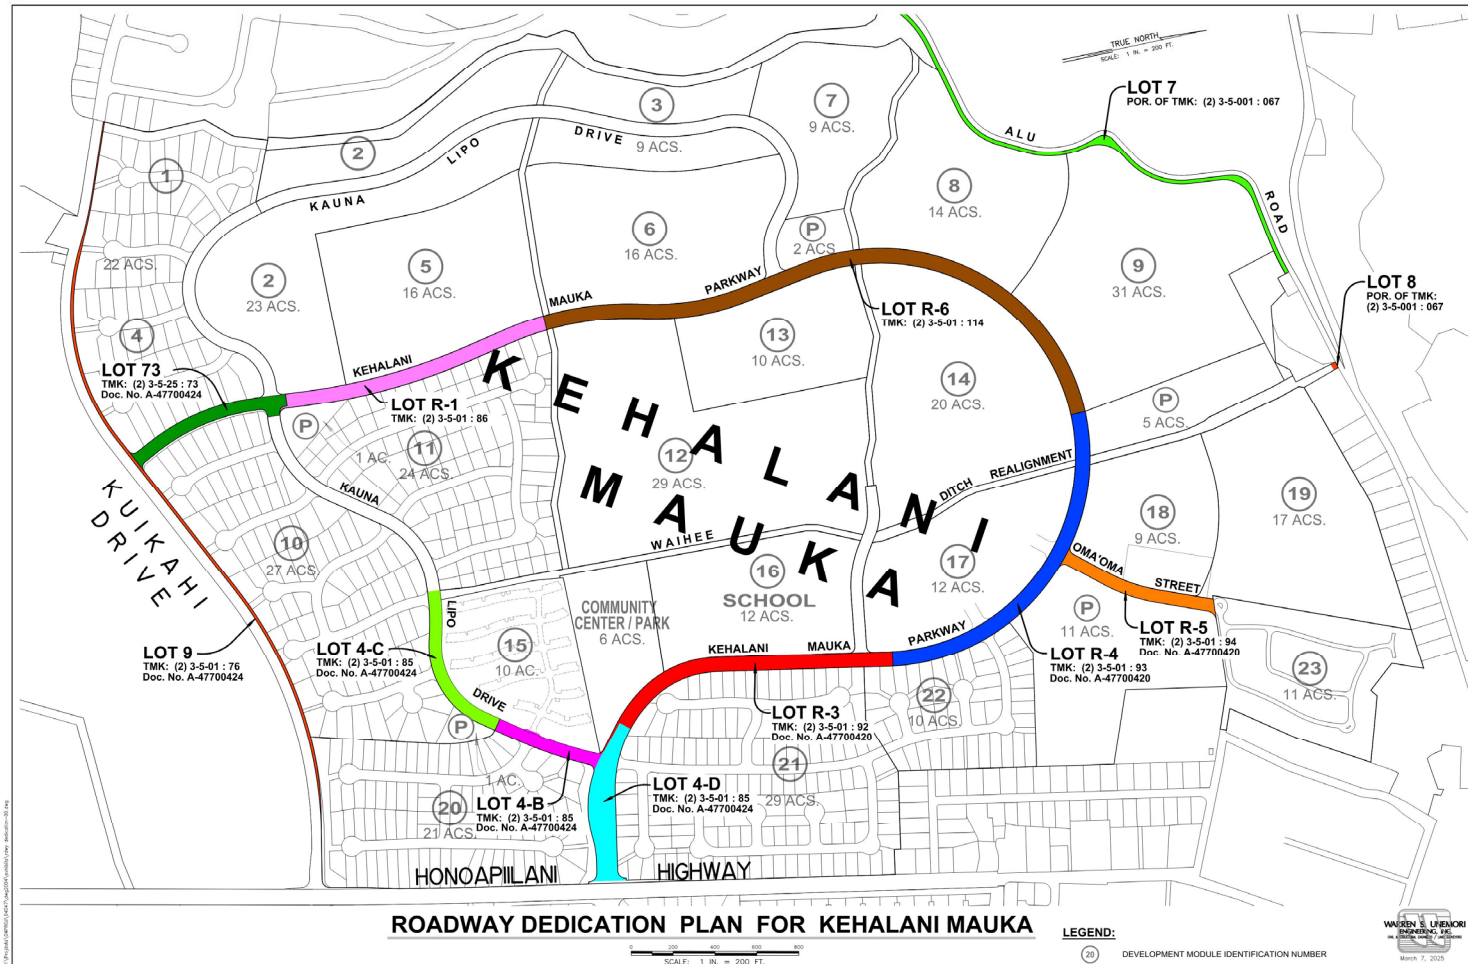 TRUE NORTH
SCALE: 1 IN. = 200 FT.
LOT 7
POR. OF TMK: (2) 3-5-001 : 067
ALU
ROAD
3
DRIVE
9 ACS.
7
9 ACS.
2
LIPO
KAUNA
1
22 ACS.
8
14 ACS.
P
2 ACS.
6
16 ACS.
5
16 ACS.
2
23 ACS.
9
31 ACS.
LOT 8
POR. OF TMK:
(2) 3-5-001 : 067
MAUKA
PARKWAY
LOT R-6
TMK: (2) 3-5-01 : 114
4
13
10 ACS.
KEHALANI
LOT 73
TMK: (2) 3-5-25 : 73
Doc. No. A-47700424
LOT R-1
TMK: (2) 3-5-01 : 86
14
20 ACS.
P
5 ACS.
P
1 AC.
11
24 ACS.
KEHALANI
MAUKA
12
29 ACS.
DITCH
REALIGNMENT
WAIHEE
KAUNA
KUIKAHI
DRIVE
10
27 ACS.
18
9 ACS.
19
17 ACS.
OMA'OMA
STREET
17
12 ACS.
16
SCHOOL
12 ACS.
COMMUNITY
CENTER / PARK
6 ACS.
LIPO
15
10 AC.
P
11 ACS.
LOT R-5
TMK: (2) 3-5-01 : 94
Doc. No. A-47700420
LOT 9
TMK: (2) 3-5-01 : 76
Doc. No. A-47700424
LOT 4-C
TMK: (2) 3-5-01 : 85
Doc. No. A-47700424
KEHALANI
MAUKA
PARKWAY
LOT R-4
TMK: (2) 3-5-01 : 93
Doc. No. A-47700420
23
11 ACS.
DRIVE
P
1 AC.
22
10 ACS.
LOT R-3
TMK: (2) 3-5-01 : 92
Doc. No. A-47700420
21
29 ACS.
20
21 ACS.
LOT 4-B
TMK: (2) 3-5-01 : 85
Doc. No. A-47700424
LOT 4-D
TMK: (2) 3-5-01 : 85
Doc. No. A-47700424
HONOAPIILANI
HIGHWAY
ROADWAY DEDICATION PLAN FOR KEHALANI MAUKA
0 200 400 600 800
SCALE: 1 IN. = 200 FT.
LEGEND:
20 DEVELOPMENT MODULE IDENTIFICATION NUMBER
WARREN S. UNEMORI
ENGINEERING, INC.
March 7, 2025